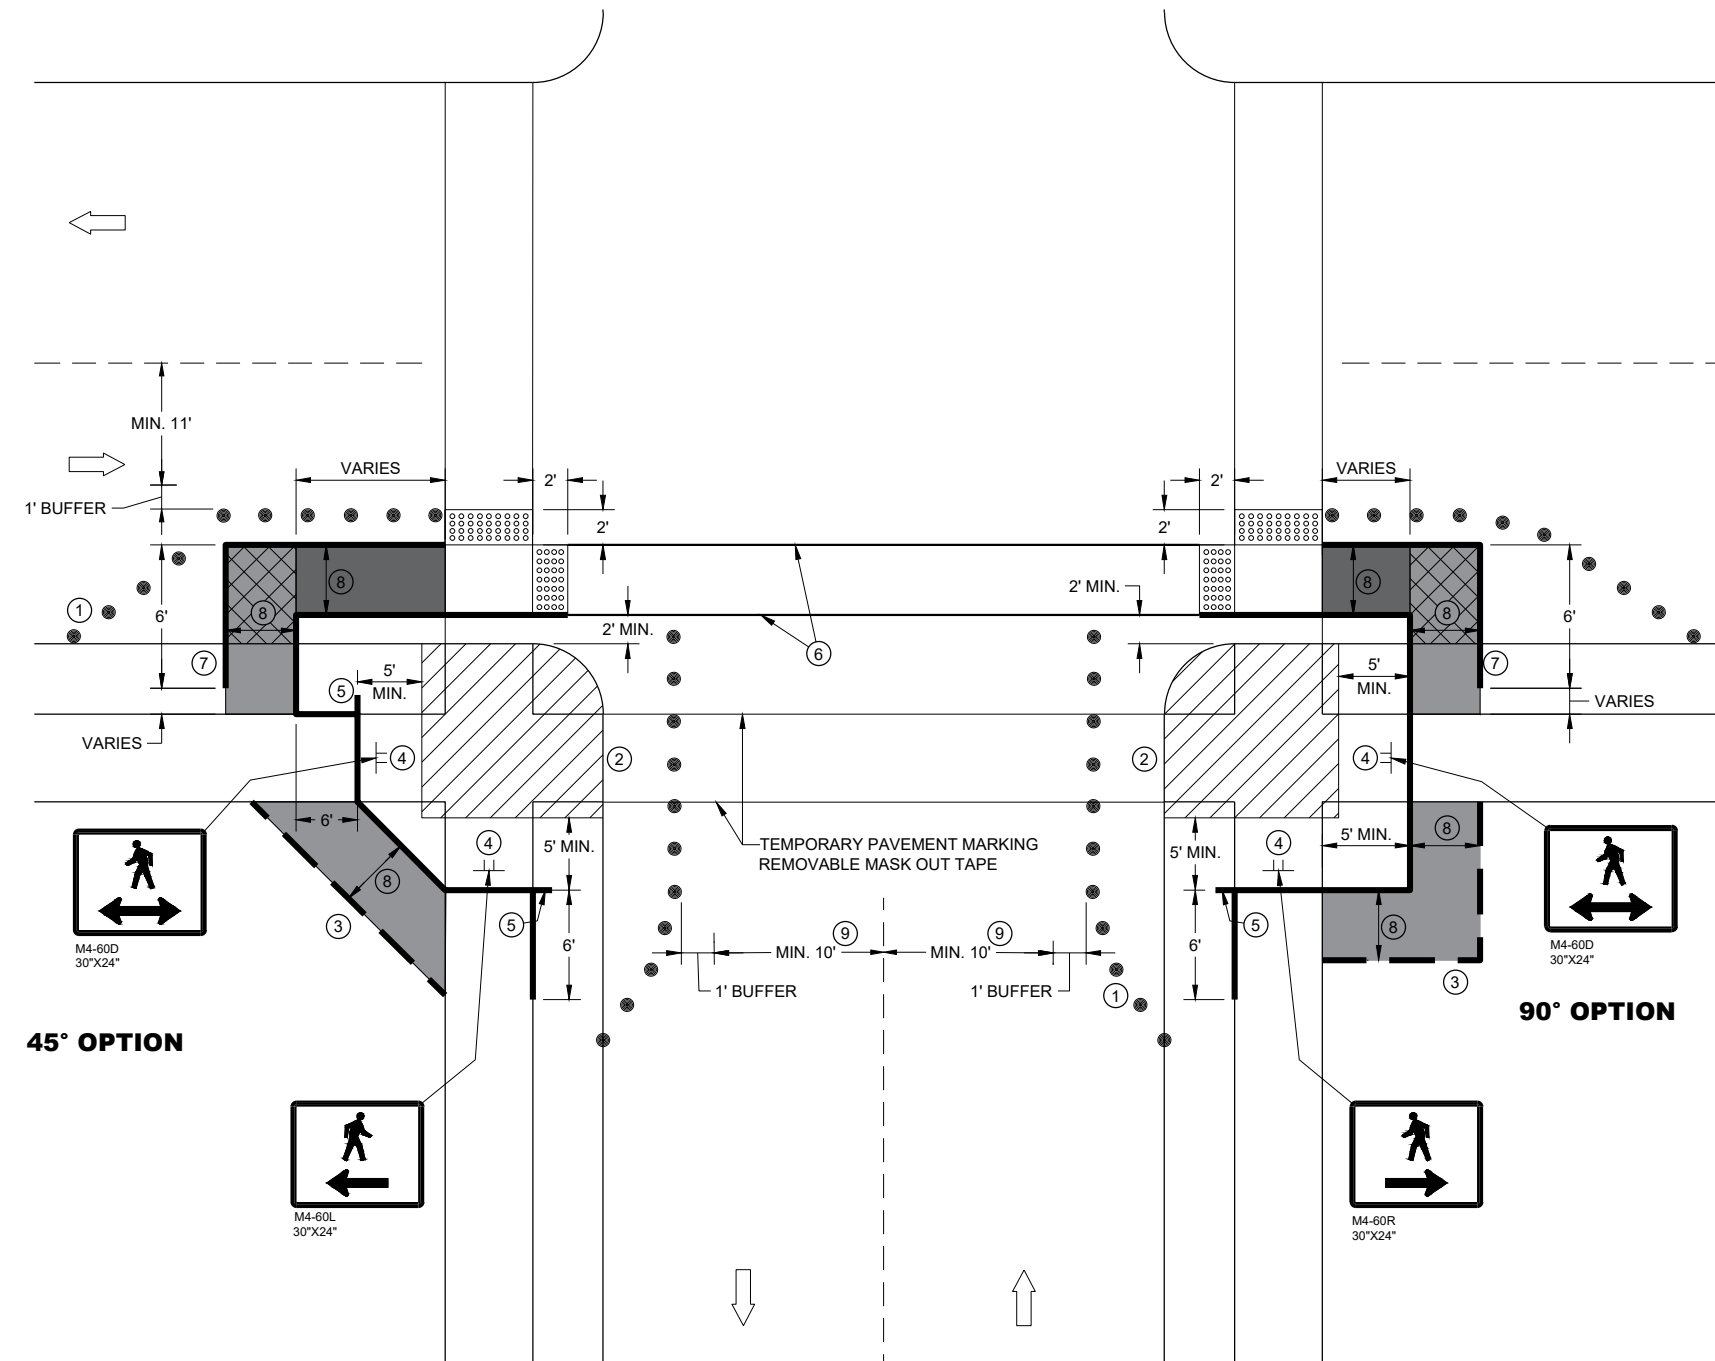 MIN. 11'
VARIES
2'
2'
VARIES
1' BUFFER
2'
2'
8
8
2' MIN.
1
6'
8
8
6'
2' MIN.
6
7
5'
MIN.
5
5'
MIN.
7
VARIES
VARIES
4
2
2
4
6'
4
5' MIN.
TEMPORARY PAVEMENT MARKING
REMOVABLE MASK OUT TAPE
5' MIN.
4
5' MIN.
8
8
3
5
6'
MIN. 10'
9
MIN. 10'
9
6'
5
8
M4-60D
30"X24"
M4-60D
30"X24"
1' BUFFER
1' BUFFER
1
3
45° OPTION
90° OPTION
M4-60L
30"X24"
M4-60R
30"X24"